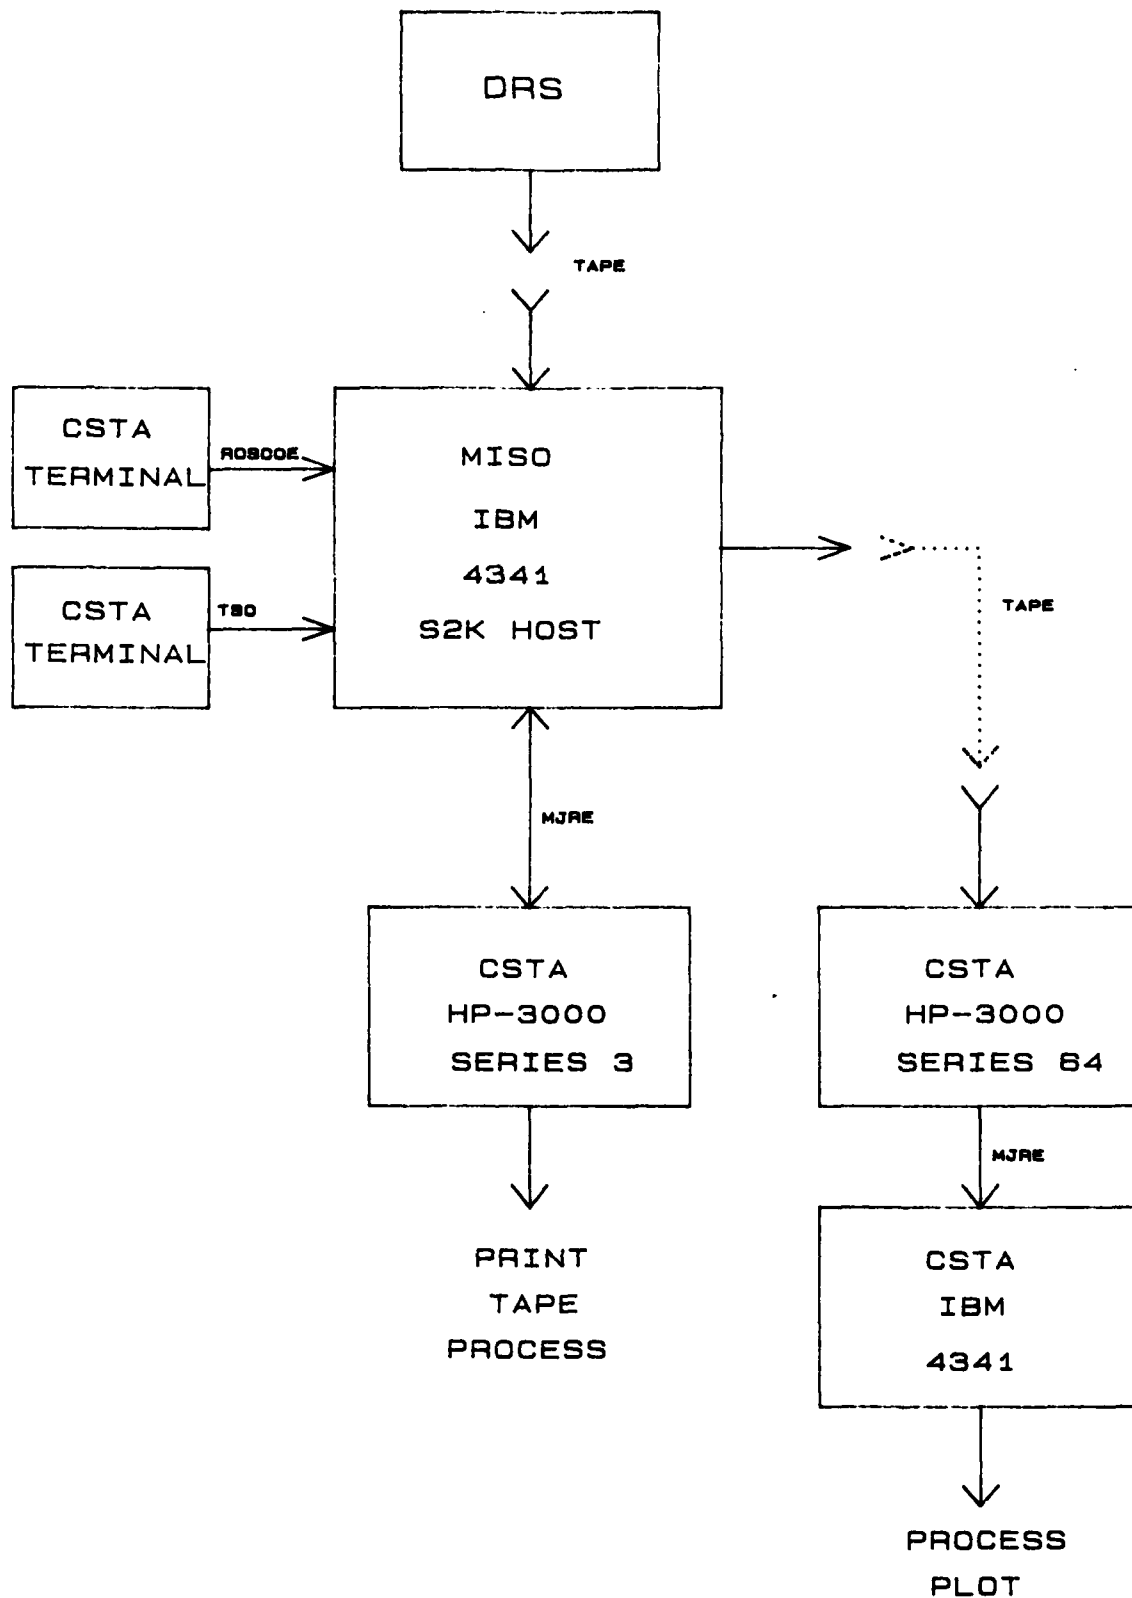 DRS
TAPE
CSTA
TERMINAL
ROSCOE
MISO
IBM
4341
S2K HOST
CSTA
TERMINAL
TSO
TAPE
MJRE
CSTA
HP-3000
SERIES 3
CSTA
HP-3000
SERIES 64
MJRE
PRINT
TAPE
PROCESS
CSTA
IBM
4341
PROCESS
PLOT